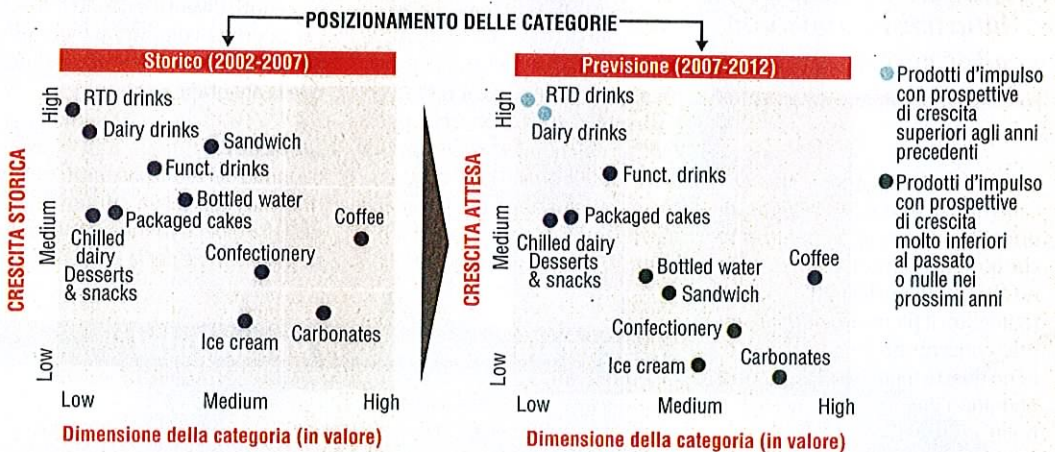 POSIZIONAMENTO DELLE CATEGORIE
Storico (2002-2007)
CRESCITA STORICA
High
Medium
Low
RTD drinks
Dairy drinks
Sandwich
Funct. drinks
Bottled water
Packaged cakes
Chilled
dairy
Desserts
& snacks
Coffee
Confectionery
Ice cream
Carbonates
Low
Medium
High
Dimensione della categoria (in valore)
Previsione (2007-2012)
CRESCITA ATTESA
High
Medium
Low
RTD drinks
Dairy drinks
Funct. drinks
Packaged cakes
Chilled dairy
Desserts
& snacks
Bottled water
Sandwich
Coffee
Confectionery
Ice cream
Carbonates
Low
Medium
High
Dimensione della categoria (in valore)
Prodotti d'impulso
con prospettive
di crescita
superiori agli anni
precedenti
Prodotti d'impulso
con prospettive
di crescita
molto inferiori
al passato
o nulle nei
prossimi anni